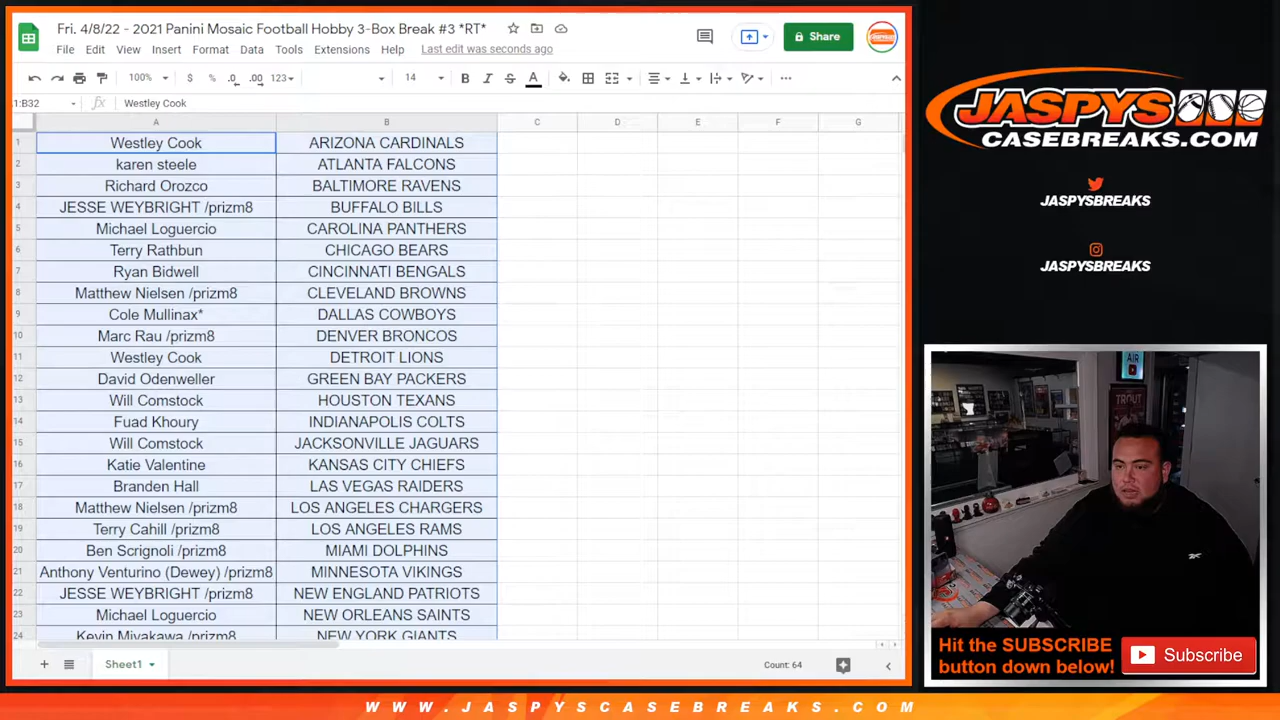 Fri. 4/8/22 - 2021 Panini Mosaic Football Hobby 3-Box Break #3 *RT*
File Edit View Insert Format Data Tools Extensions Help Last edit was seconds ago
Share
100% $ % .0 .00 123 14 B I S A
1:B32 fx Westley Cook
A B C D E F G
1 Westley Cook ARIZONA CARDINALS
2 karen steele ATLANTA FALCONS
3 Richard Orozco BALTIMORE RAVENS
4 JESSE WEYBRIGHT /prizm8 BUFFALO BILLS
5 Michael Loguercio CAROLINA PANTHERS
6 Terry Rathbun CHICAGO BEARS
7 Ryan Bidwell CINCINNATI BENGALS
8 Matthew Nielsen /prizm8 CLEVELAND BROWNS
9 Cole Mullinax* DALLAS COWBOYS
10 Marc Rau /prizm8 DENVER BRONCOS
11 Westley Cook DETROIT LIONS
12 David Odenweller GREEN BAY PACKERS
13 Will Comstock HOUSTON TEXANS
14 Fuad Khoury INDIANAPOLIS COLTS
15 Will Comstock JACKSONVILLE JAGUARS
16 Katie Valentine KANSAS CITY CHIEFS
17 Branden Hall LAS VEGAS RAIDERS
18 Matthew Nielsen /prizm8 LOS ANGELES CHARGERS
19 Terry Cahill /prizm8 LOS ANGELES RAMS
20 Ben Scrignoli /prizm8 MIAMI DOLPHINS
21 Anthony Venturino (Dewey) /prizm8 MINNESOTA VIKINGS
22 JESSE WEYBRIGHT /prizm8 NEW ENGLAND PATRIOTS
23 Michael Loguercio NEW ORLEANS SAINTS
24 Kevin Miyakawa /prizm8 NEW YORK GIANTS
Sheet1
Count: 64
JASPYS
CASEBREAKS.COM
JASPYSBREAKS
JASPYSBREAKS
AIR
TROUT
Hit the SUBSCRIBE
button down below!
Subscribe
WWW.JASPYSCASEBREAKS.COM